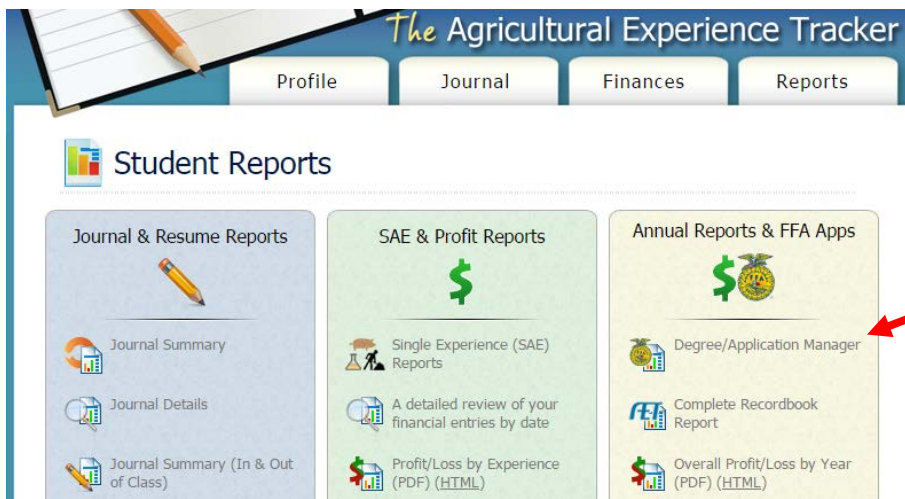 The Agricultural Experience Tracker
Profile
Journal
Finances
Reports
Student Reports
Journal & Resume Reports
Journal Summary
Journal Details
Journal Summary (In & Out
of Class)
SAE & Profit Reports
Single Experience (SAE)
Reports
A detailed review of your
financial entries by date
Profit/Loss by Experience
(PDF) (HTML)
Annual Reports & FFA Apps
Degree/Application Manager
AET
Complete Recordbook
Report
Overall Profit/Loss by Year
(PDF) (HTML)